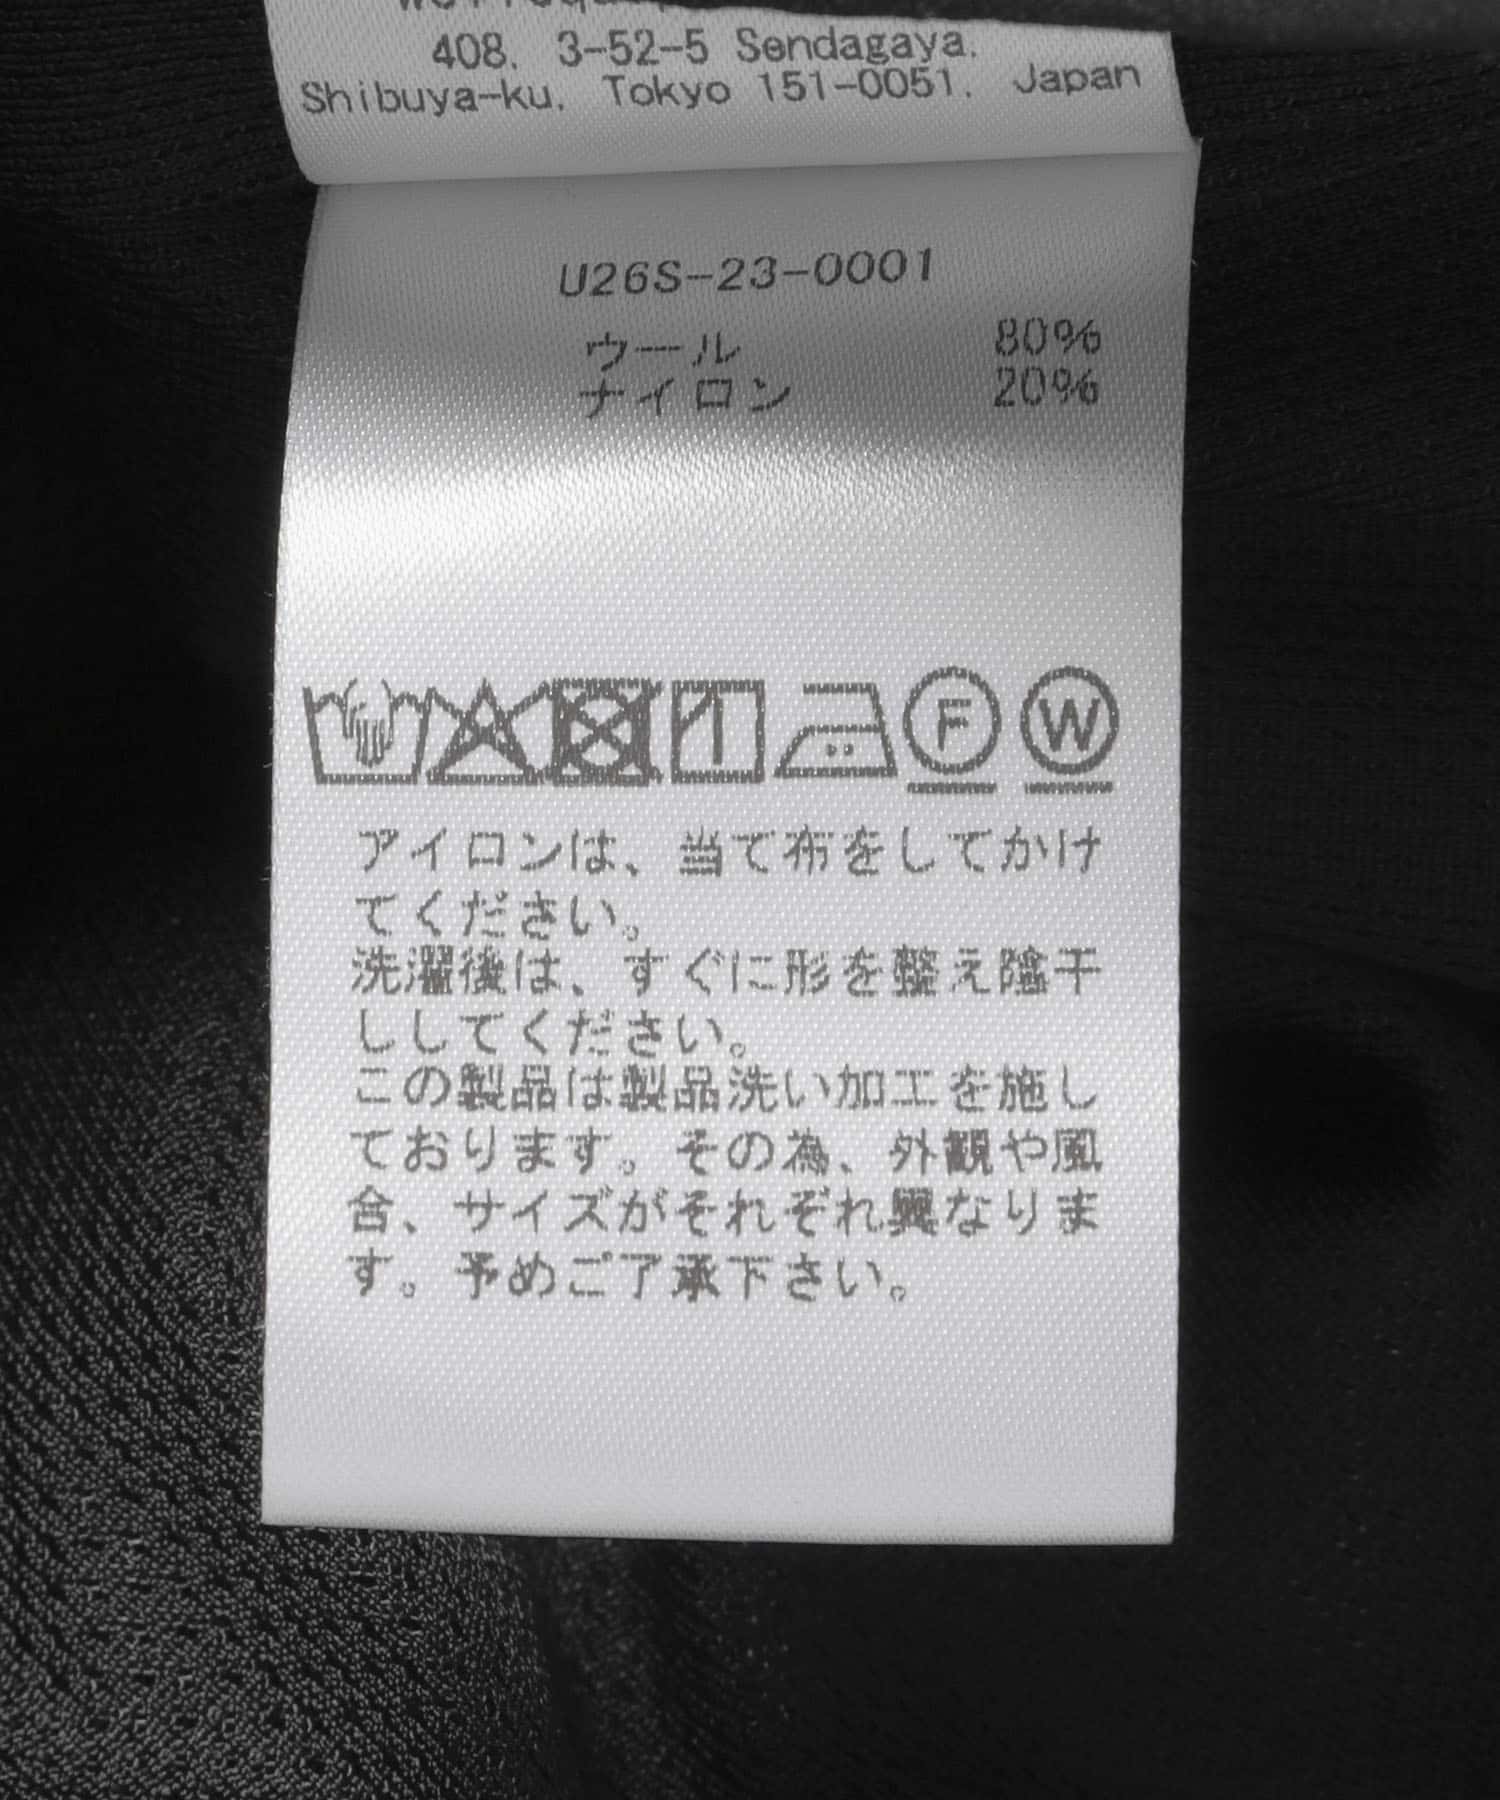 408. 3-52-5 Sendagaya.
Shibuya-ku. Tokyo 151-0051. Japan
U26S-23-0001
ウール 80%
ナイロン 20%
F W
アイロンは、当て布をしてかけ
てください。
洗濯後は、すぐに形を整え陰干
ししてください。
この製品は製品洗い加工を施し
ております。その為、外観や風
合、サイズがそれぞれ異なりま
す。予めご了承下さい。